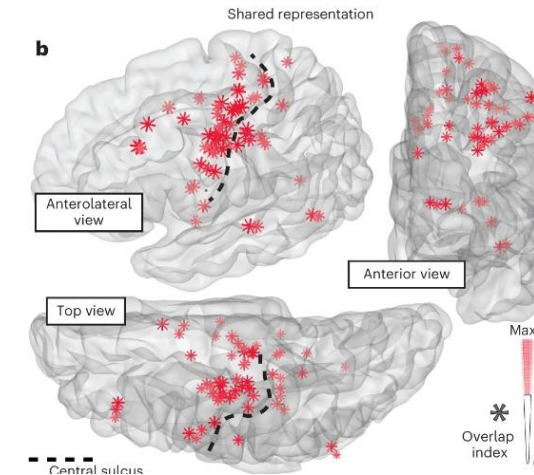 Shared representation
b
Anterolateral
view
Anterior view
Top view
Max
Overlap
index
Central sulcus